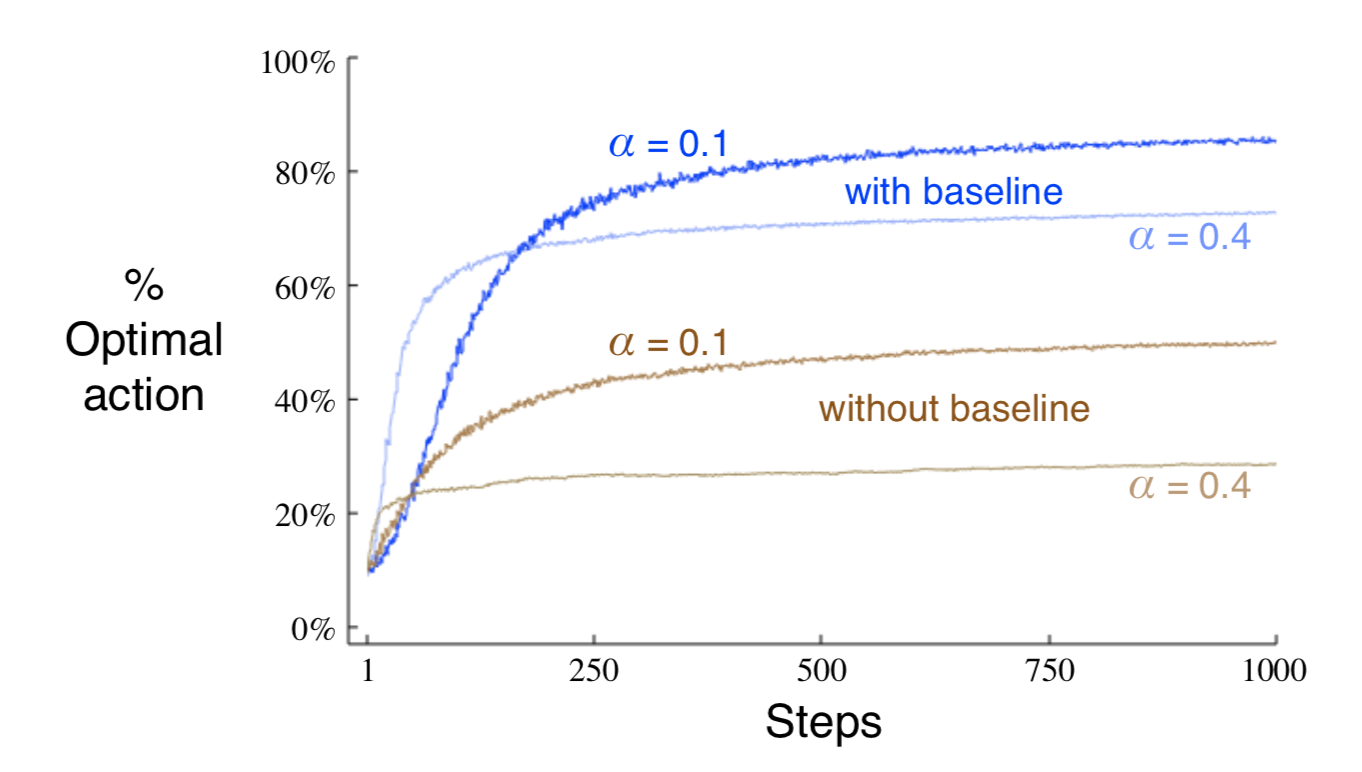 100%
80%
60%
40%
20%
0%
%
Optimal
action
α = 0.1
with baseline
α = 0.4
α = 0.1
without baseline
α = 0.4
1 250 500 750 1000
Steps